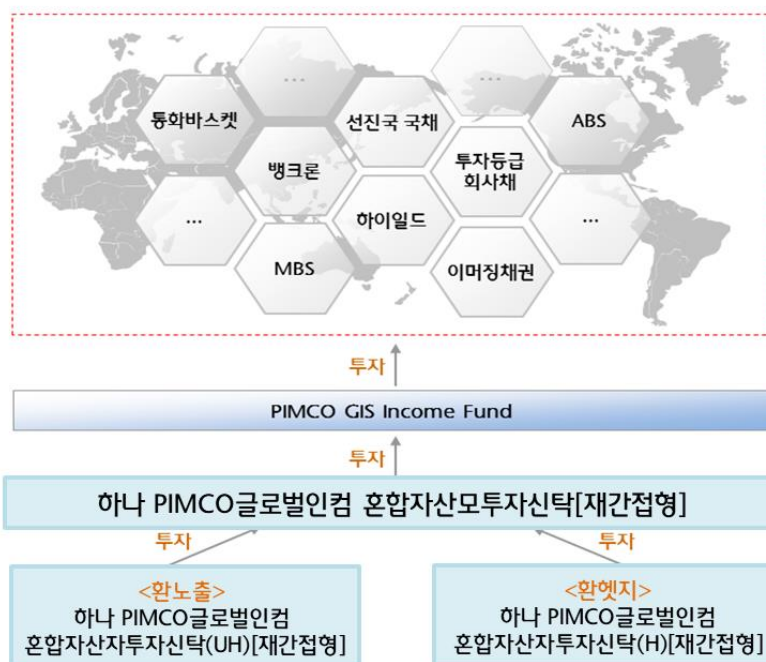 ...
...
통화바스켓
선진국 국채
ABS
뱅크론
투자등급
회사채
...
하이일드
...
MBS
이머징채권
투자
PIMCO GIS Income Fund
투자
하나 PIMCO글로벌인컴 혼합자산모투자신탁[재간접형]
투자
투자
<환노출>
하나 PIMCO글로벌인컴
혼합자산자투자신탁(UH)[재간접형]
<환헷지>
하나 PIMCO글로벌인컴
혼합자산자투자신탁(H)[재간접형]